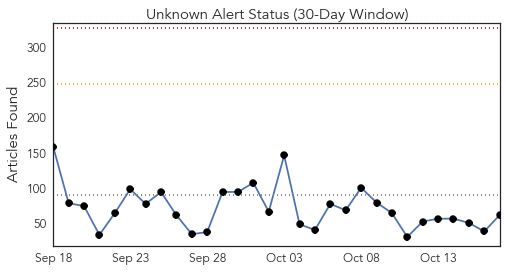 Unknown Alert Status (30-Day Window)
Articles Found
300
250
200
150
100
50
Sep 18 Sep 23 Sep 28 Oct 03 Oct 08 Oct 13